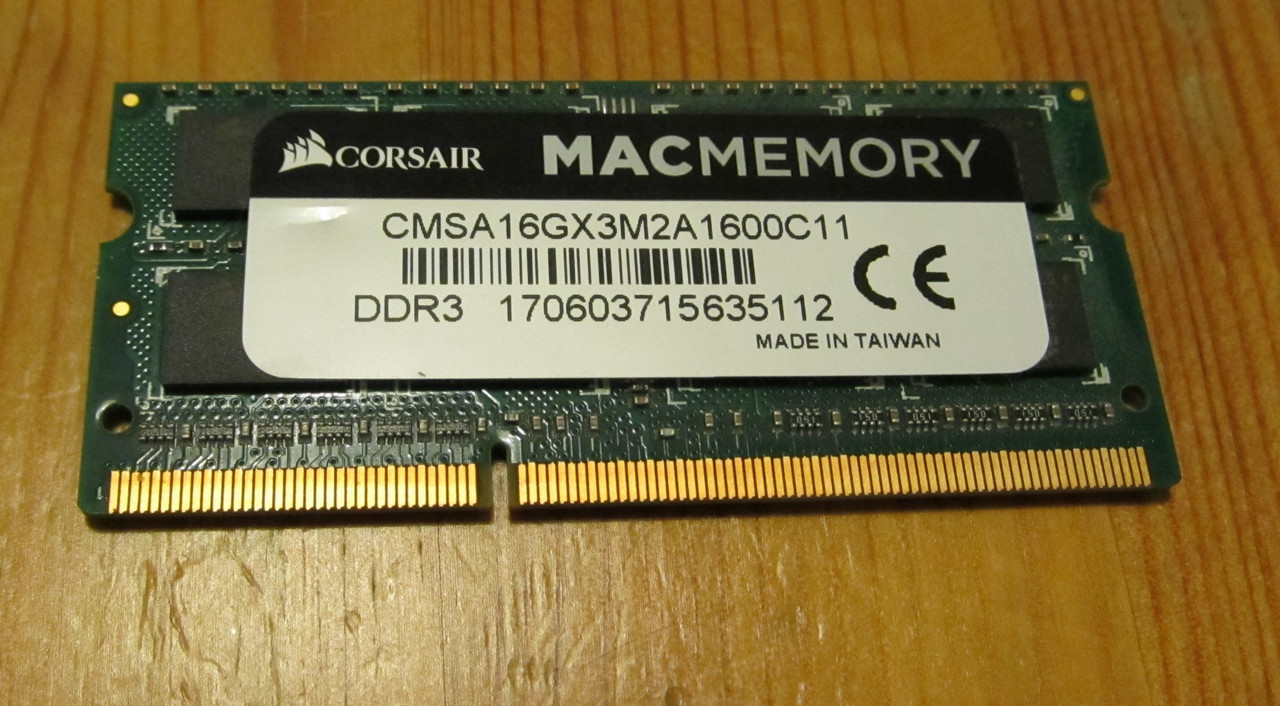 CORSAIR MACMEMORY
CMSA16GX3M2A1600C11
DDR3 170603715635112
CE
MADE IN TAIWAN